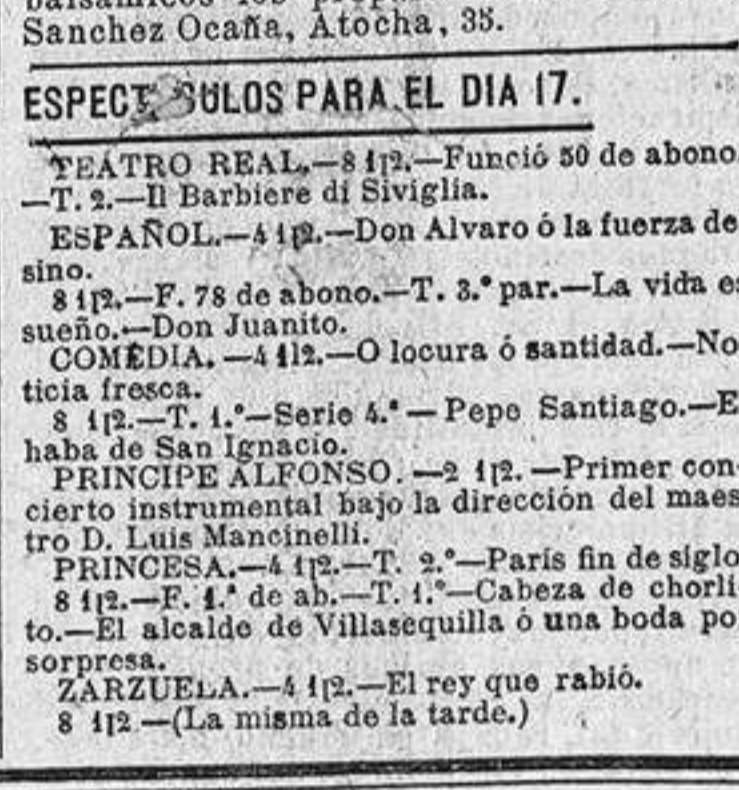 Sanchez Ocaña, Atocha, 35.
ESPECTÁCULOS PARA EL DIA 17.
TEATRO REAL.—8 1|2.—Funció 50 de abono.
—T. 2.—Il Barbiere di Siviglia.
ESPAÑOL.—4 1|2.—Don Alvaro ó la fuerza de
sino.
8 1|2.—F. 78 de abono.—T. 3.º par.—La vida es
sueño.—Don Juanito.
COMEDIA.—4 1|2.—O locura ó santidad.—No
ticia fresca.
8 1|2.—T. 1.º—Serie 4.ª—Pepe Santiago.—E
haba de San Ignacio.
PRINCIPE ALFONSO.—2 1|2.—Primer con-
cierto instrumental bajo la dirección del maes
tro D. Luis Mancinelli.
PRINCESA.—4 1|2.—T. 2.º—Paris fin de siglo
8 1|2.—F. 1.ª de ab.—T. 1.º—Cabeza de chorli-
to.—El alcalde de Villasequilla ó una boda po
sorpresa.
ZARZUELA.—4 1|2.—El rey que rabió.
8 1|2—(La misma de la tarde.)